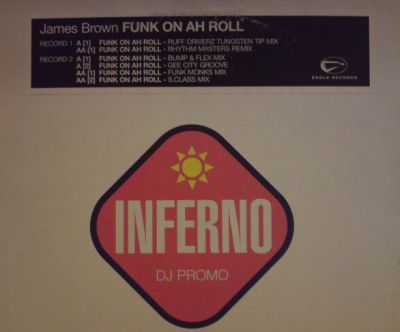 James Brown FUNK ON AH ROLL
RECORD 1 A [1] FUNK ON AH ROLL - RUFF DRIVERZ TUNGSTEN TIP MIX
AA [1] FUNK ON AH ROLL - RHYTHM MASTERS REMIX
RECORD 2 A [1] FUNK ON AH ROLL - BUMP & FLEX MIX
A [2] FUNK ON AH ROLL - GEE CITY GROOVE
AA [1] FUNK ON AH ROLL - FUNK MONKS MIX
AA [2] FUNK ON AH ROLL - S.CLASS MIX
EAGLE RECORDS
INFERNO
DJ PROMO